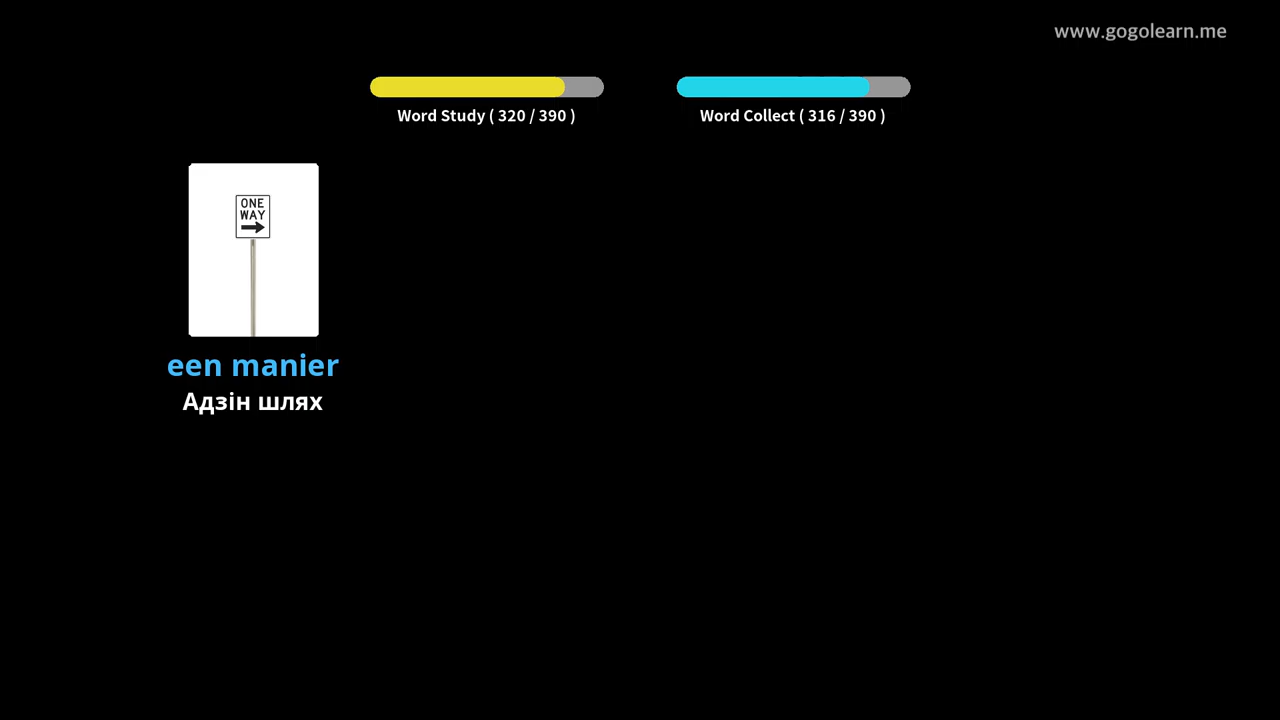 www.gogolearn.me
Word Study ( 320 / 390 )
Word Collect ( 316 / 390 )
ONE
WAY
een manier
Адзін шлях